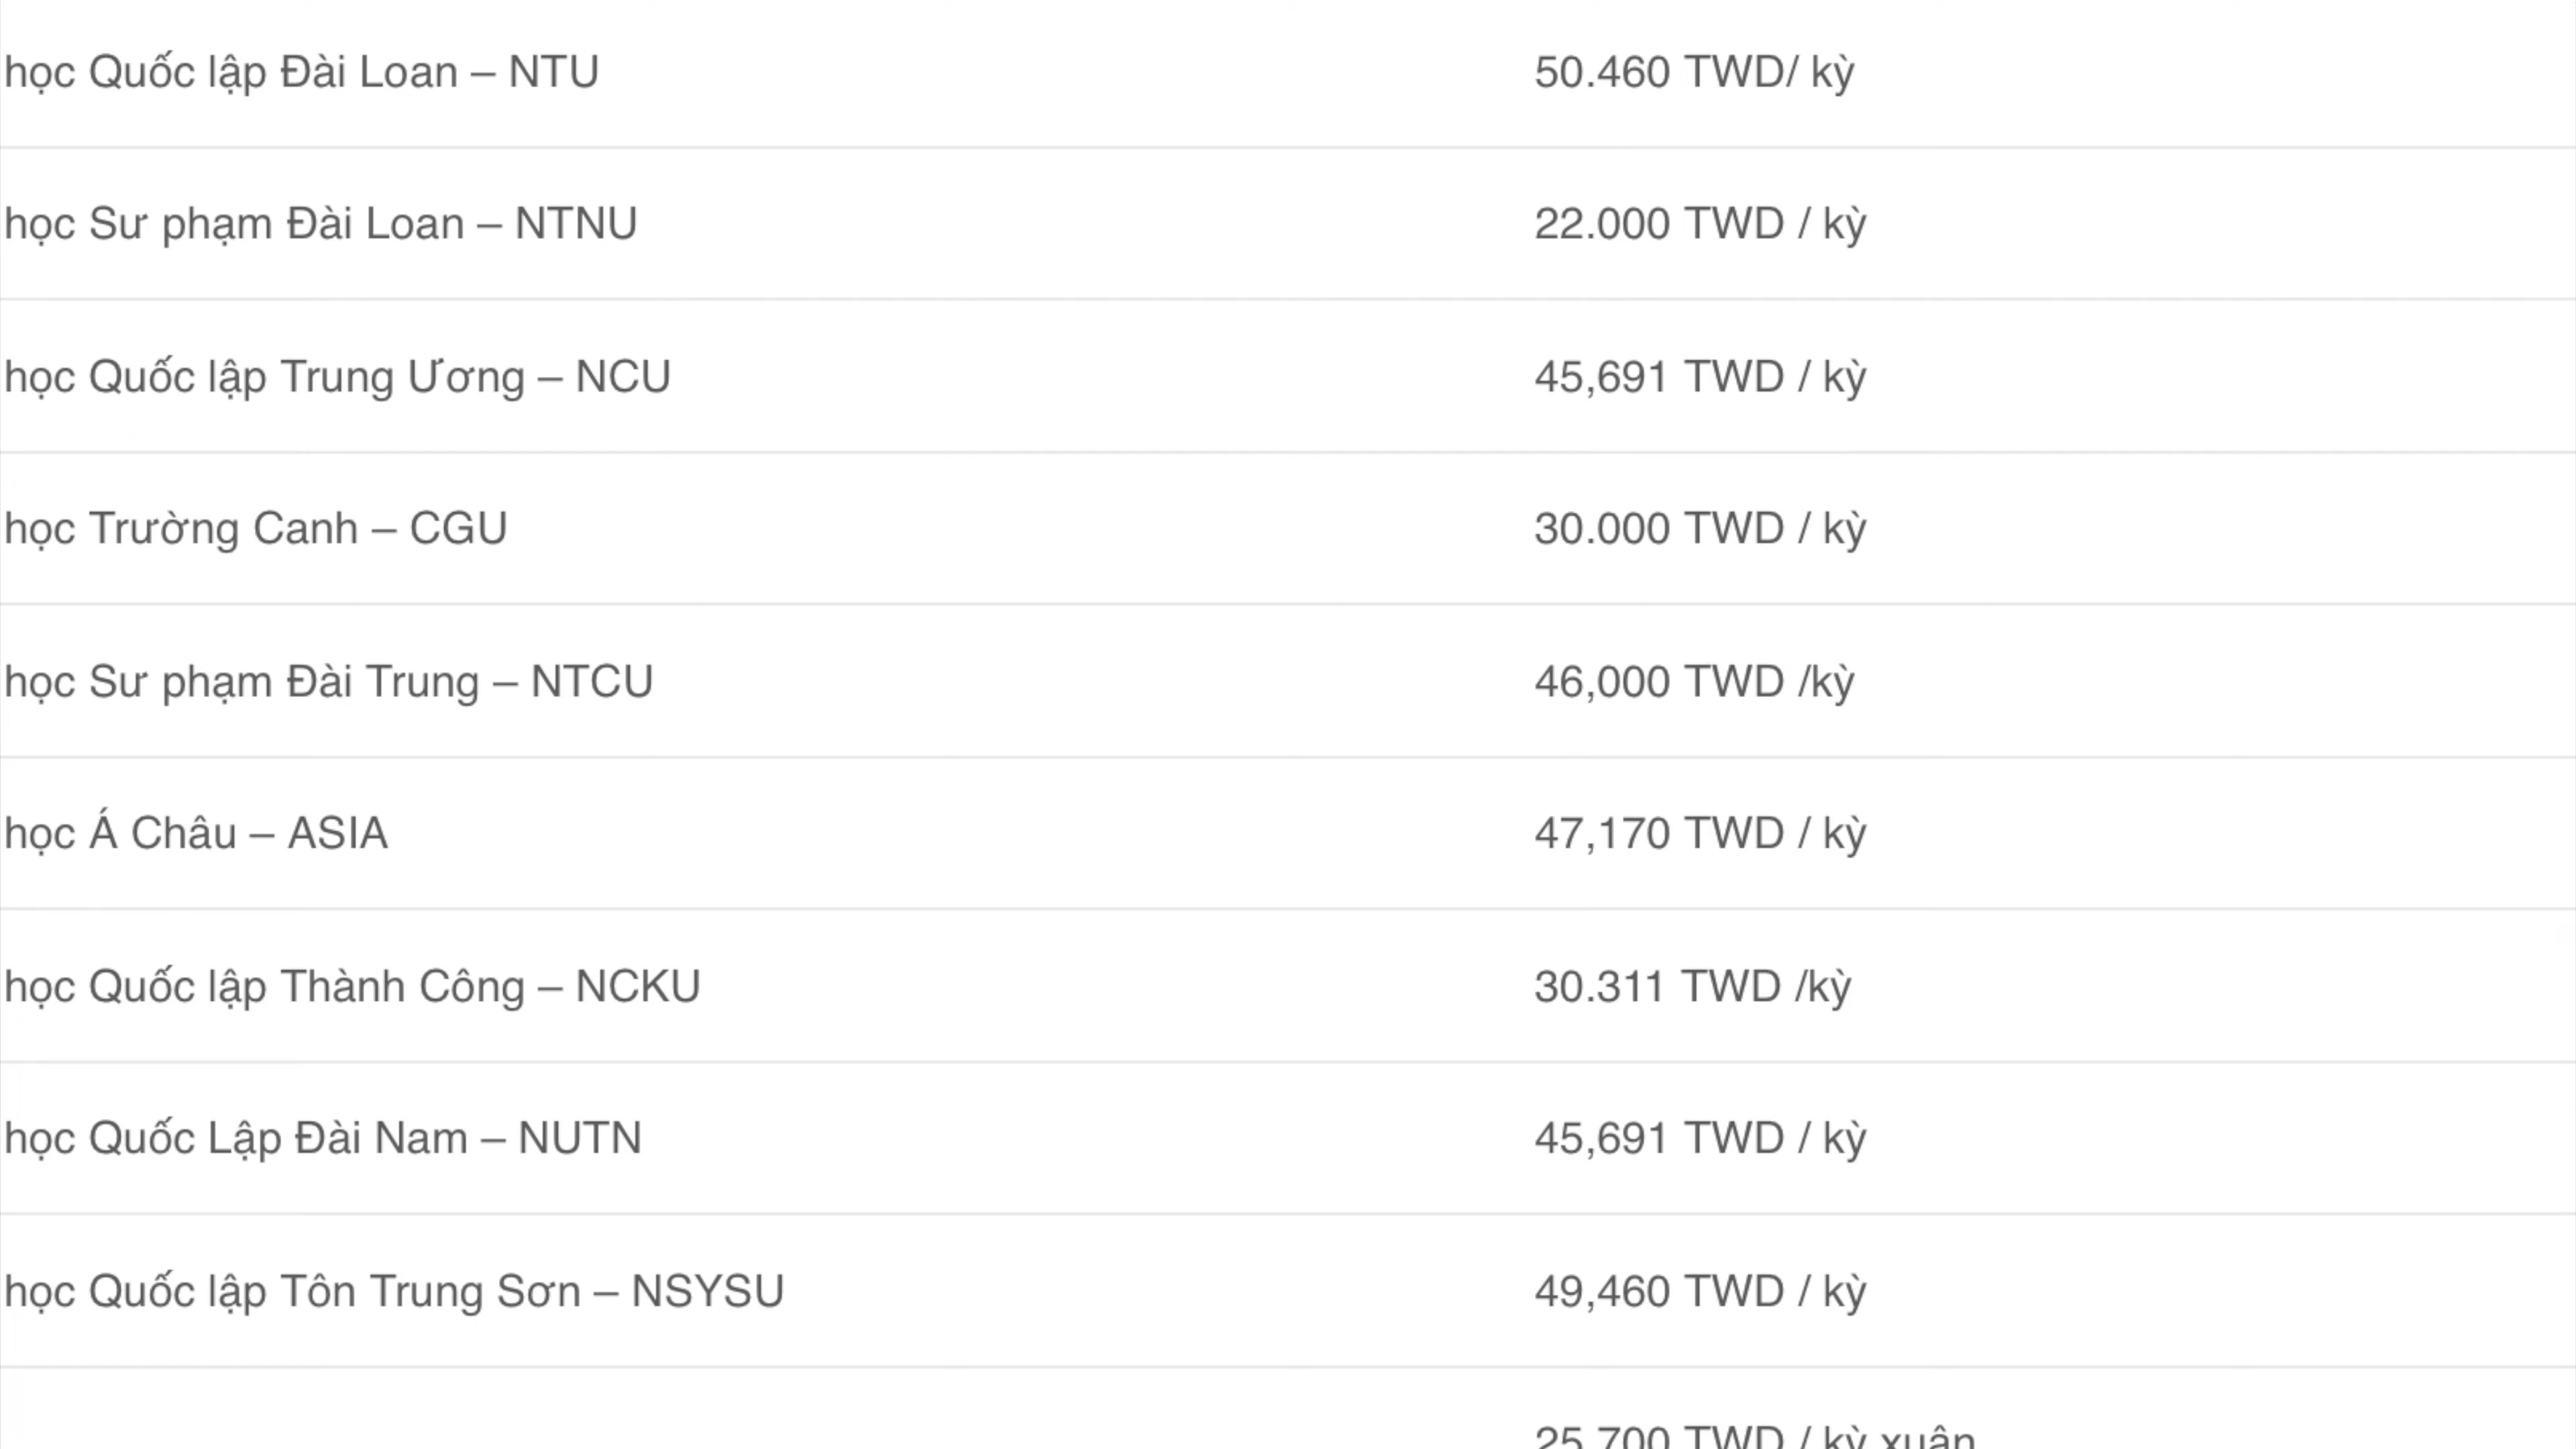 học Quốc lập Đài Loan – NTU 50.460 TWD/ kỳ
học Sư phạm Đài Loan – NTNU 22.000 TWD / kỳ
học Quốc lập Trung Ương – NCU 45,691 TWD / kỳ
học Trường Canh – CGU 30.000 TWD / kỳ
học Sư phạm Đài Trung – NTCU 46,000 TWD /kỳ
học Á Châu – ASIA 47,170 TWD / kỳ
học Quốc lập Thành Công – NCKU 30.311 TWD /kỳ
học Quốc Lập Đài Nam – NUTN 45,691 TWD / kỳ
học Quốc lập Tôn Trung Sơn – NSYSU 49,460 TWD / kỳ
TWD / kỳ xuân